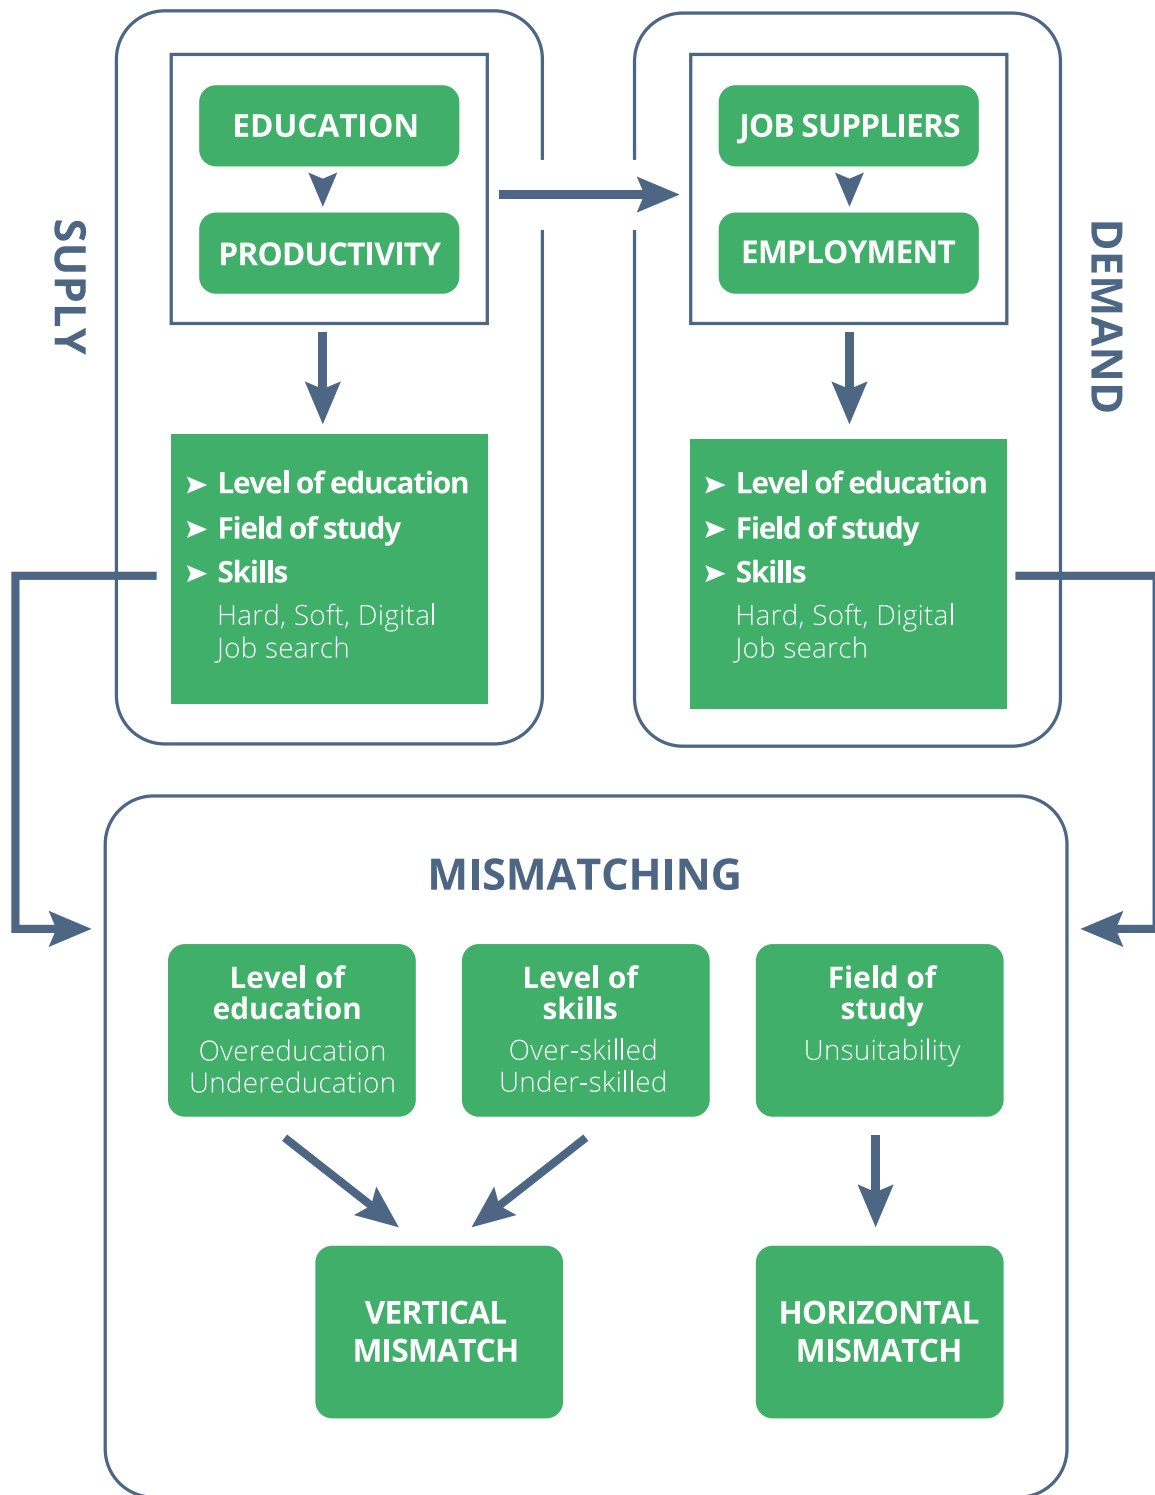 SUPLY
EDUCATION
PRODUCTIVITY
➤ Level of education
➤ Field of study
➤ Skills
Hard, Soft, Digital
Job search
DEMAND
JOB SUPPLIERS
EMPLOYMENT
➤ Level of education
➤ Field of study
➤ Skills
Hard, Soft, Digital
Job search
MISMATCHING
Level of
education
Overeducation
Undereducation
Level of
skills
Over-skilled
Under-skilled
Field of
study
Unsuitability
VERTICAL
MISMATCH
HORIZONTAL
MISMATCH